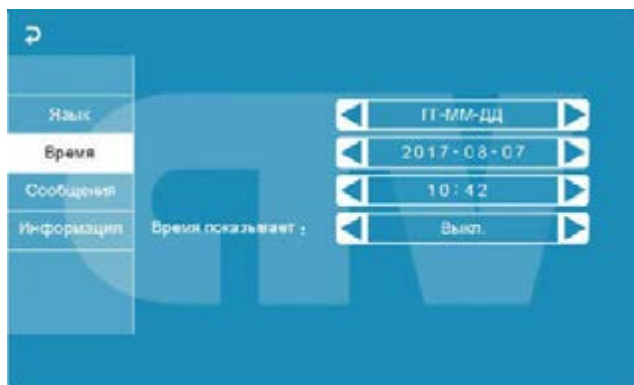 Язык
ГГ-ММ-ДД
Время
2017-08-07
Сообщения
10:42
Информация
Время показывает :
Выкл.